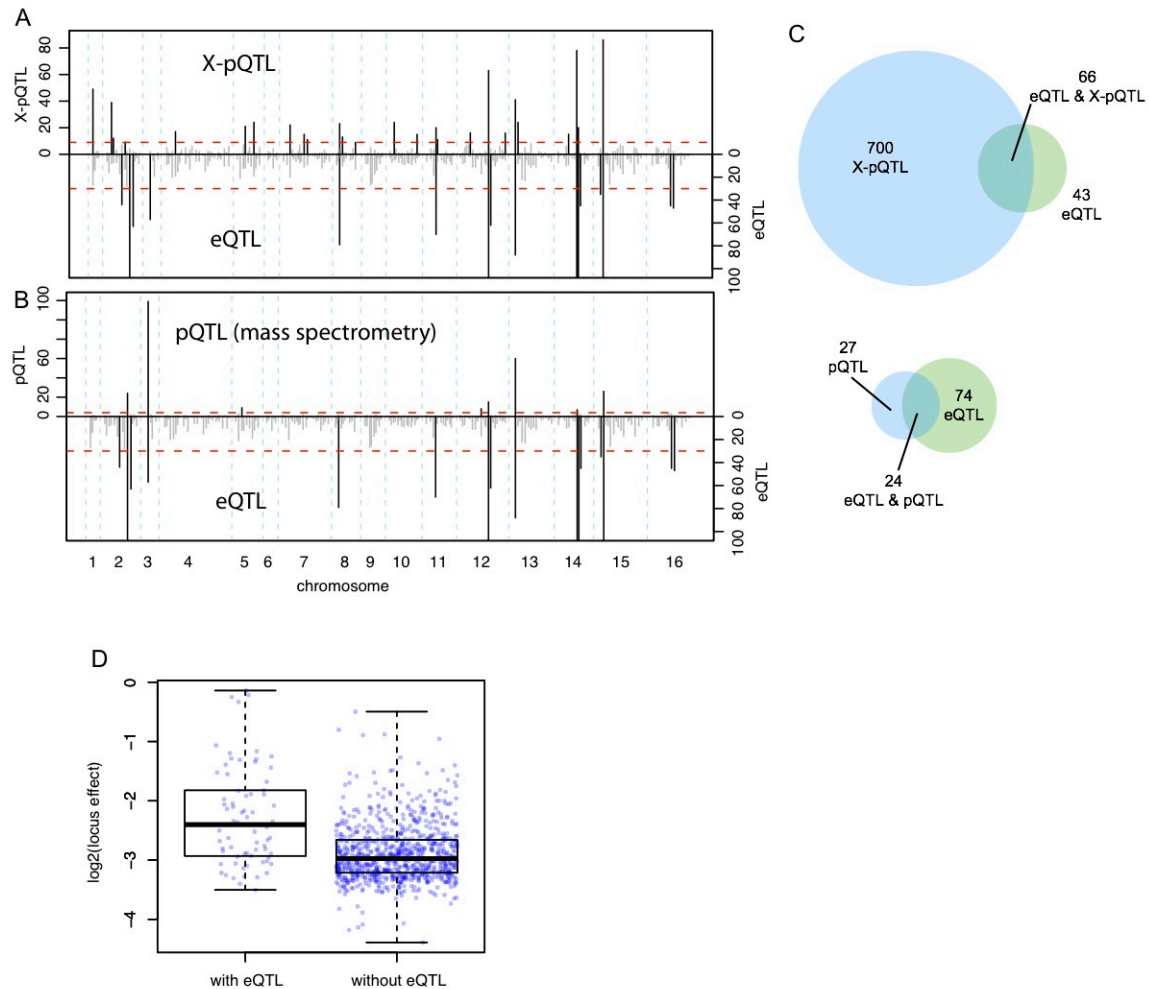 A
X-pQTL
80
60
40
20
0
X-pQTL
eQTL
0
20
40
60
80
100
eQTL
B
pQTL (mass spectrometry)
100
60
20
0
pQTL
eQTL
0
20
40
60
80
100
eQTL
1 2 3 4 5 6 7 8 9 10 11 12 13 14 15 16
chromosome
C
700
X-pQTL
66
eQTL & X-pQTL
43
eQTL
27
pQTL
74
eQTL
24
eQTL & pQTL
D
log2(locus effect)
0
-1
-2
-3
-4
with eQTL without eQTL